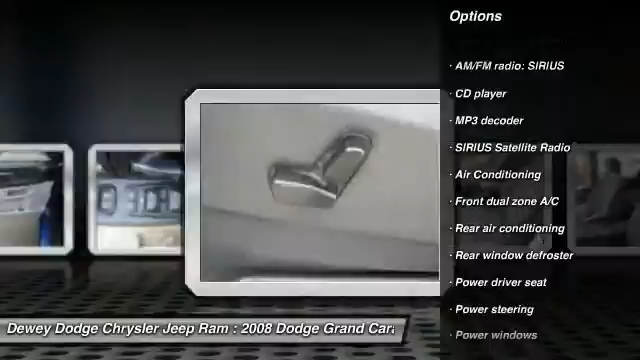 Options
· AM/FM radio: SIRIUS
· CD player
· MP3 decoder
· SIRIUS Satellite Radio
· Air Conditioning
· Front dual zone A/C
· Rear air conditioning
· Rear window defroster
· Power driver seat
· Power steering
· Power windows
Dewey Dodge Chrysler Jeep Ram : 2008 Dodge Grand Cara